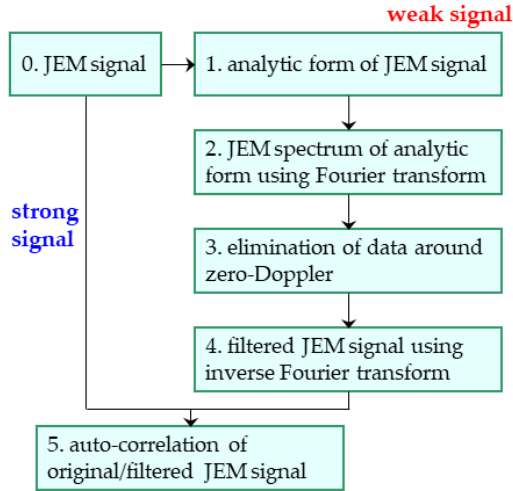 weak signal
0. JEM signal
1. analytic form of JEM signal
2. JEM spectrum of analytic
form using Fourier transform
strong
signal
3. elimination of data around
zero-Doppler
4. filtered JEM signal using
inverse Fourier transform
5. auto-correlation of
original/filtered JEM signal